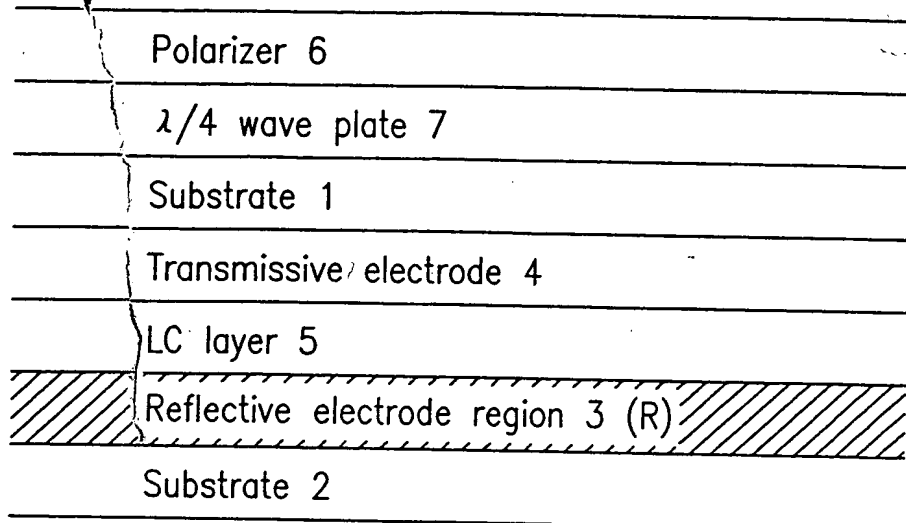 Polarizer 6
λ/4 wave plate 7
Substrate 1
Transmissive electrode 4
LC layer 5
Reflective electrode region 3 (R)
Substrate 2